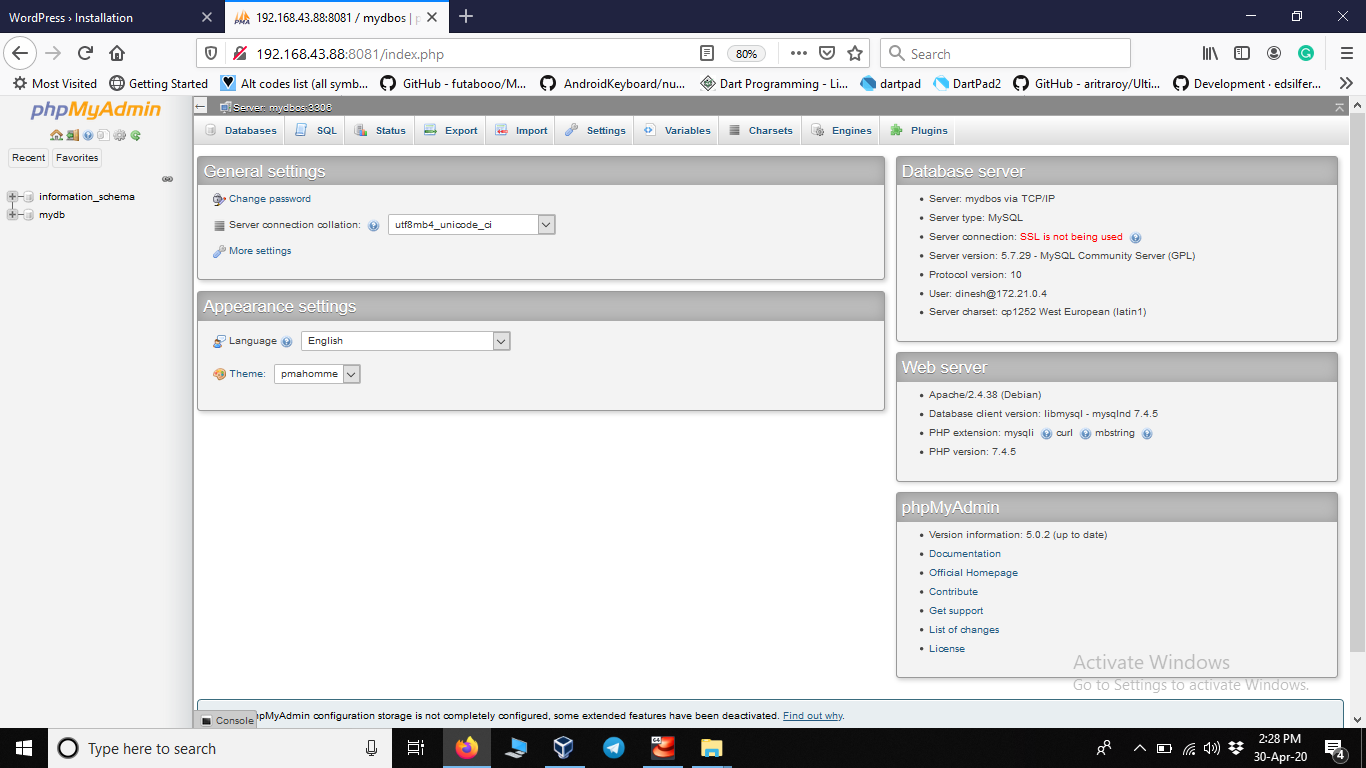 WordPress › Installation
192.168.43.88:8081 / mydbos | p
192.168.43.88:8081/index.php
80%
Search
Most Visited
Getting Started
Alt codes list (all symb...
GitHub - futabooo/M...
AndroidKeyboard/nu...
Dart Programming - Li...
dartpad
DartPad2
GitHub - aritraroy/Ulti...
Development · edsilfer...
phpMyAdmin
Recent
Favorites
information_schema
mydb
Server: mydbos:3306
Databases
SQL
Status
Export
Import
Settings
Variables
Charsets
Engines
Plugins
General settings
Change password
Server connection collation:
utf8mb4_unicode_ci
More settings
Appearance settings
Language
English
Theme:
pmahomme
Database server
Server: mydbos via TCP/IP
Server type: MySQL
Server connection: SSL is not being used
Server version: 5.7.29 - MySQL Community Server (GPL)
Protocol version: 10
User: dinesh@172.21.0.4
Server charset: cp1252 West European (latin1)
Web server
Apache/2.4.38 (Debian)
Database client version: libmysql - mysqlnd 7.4.5
PHP extension: mysqli curl mbstring
PHP version: 7.4.5
phpMyAdmin
Version information: 5.0.2 (up to date)
Documentation
Official Homepage
Contribute
Get support
List of changes
License
Activate Windows
Go to Settings to activate Windows.
Console
pMyAdmin configuration storage is not completely configured, some extended features have been deactivated. Find out why.
Type here to search
2:28 PM
30-Apr-20
4